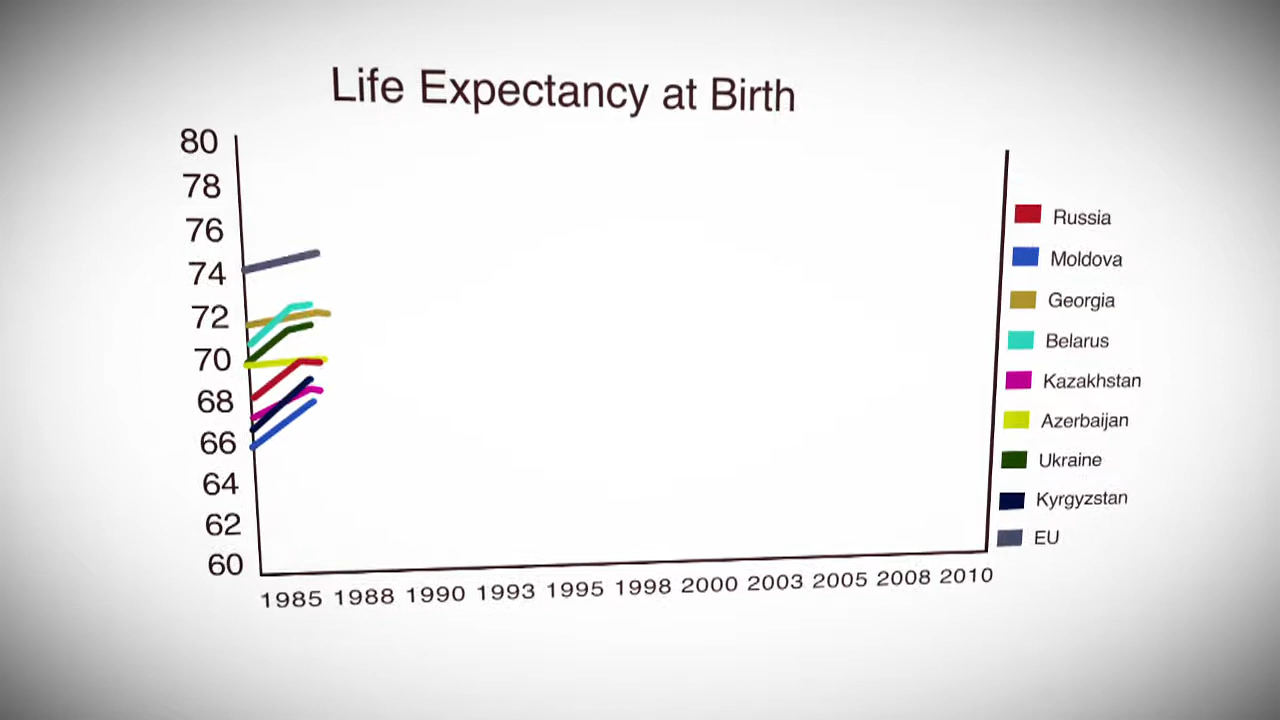 Life Expectancy at Birth
80
78
76
74
72
70
68
66
64
62
60
1985 1988 1990 1993 1995 1998 2000 2003 2005 2008 2010
Russia
Moldova
Georgia
Belarus
Kazakhstan
Azerbaijan
Ukraine
Kyrgyzstan
EU